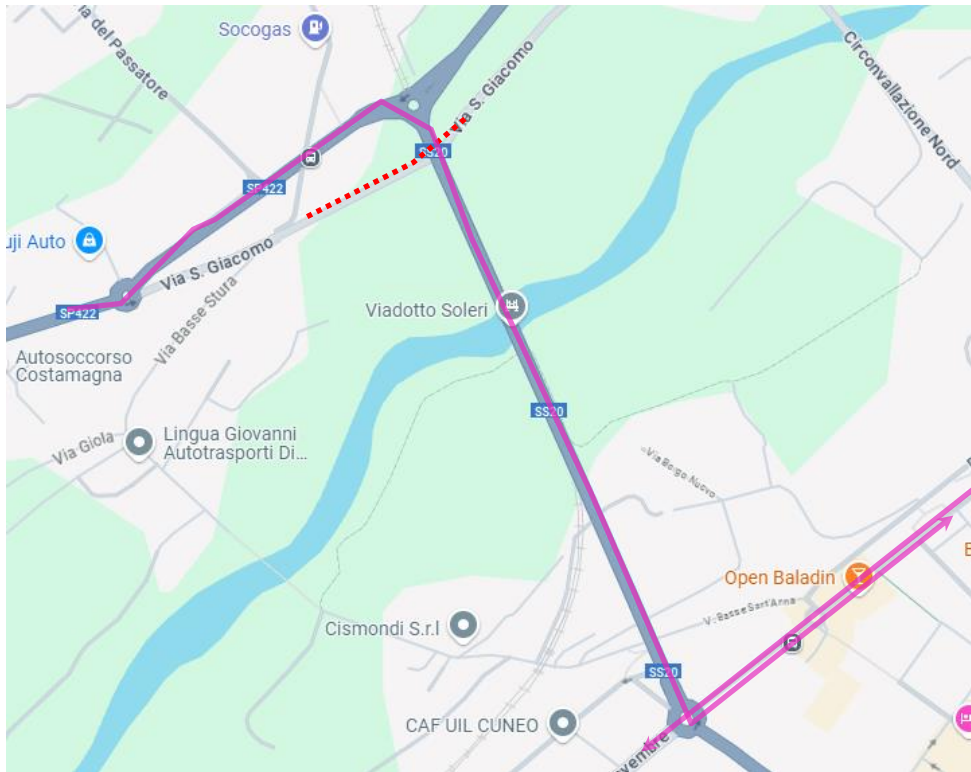 Socogas
del Passatore
Via S. Giacomo
Circonvallazione Nord
SS20
SP422
uji Auto
Via S. Giacomo
SP422
Via Basse Stura
Viadotto Soleri
Autosoccorso
Costamagna
SS20
Via Giola
Lingua Giovanni
Autotrasporti Di...
Via Borgo Nuovo
Open Baladin
V. Basse Sant'Anna
Cismondi S.r.l
SS20
CAF UIL CUNEO
vembre